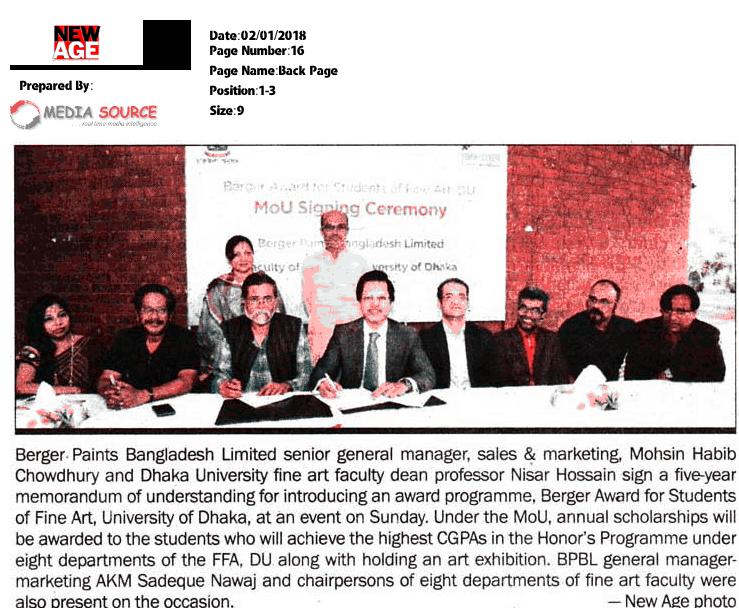 NEW
AGE
Prepared By:
MEDIA SOURCE
real time media intelligence
Date:02/01/2018
Page Number:16
Page Name:Back Page
Position:1-3
Size:9
Berger Award for Students of Fine Art, DU
MoU Signing Ceremony
Berger Paints Bangladesh Limited
Faculty of versity of Dhaka
Berger Paints Bangladesh Limited senior general manager, sales & marketing, Mohsin Habib
Chowdhury and Dhaka University fine art faculty dean professor Nisar Hossain sign a five-year
memorandum of understanding for introducing an award programme, Berger Award for Students
of Fine Art, University of Dhaka, at an event on Sunday. Under the MoU, annual scholarships will
be awarded to the students who will achieve the highest CGPAs in the Honor's Programme under
eight departments of the FFA, DU along with holding an art exhibition. BPBL general manager-
marketing AKM Sadeque Nawaj and chairpersons of eight departments of fine art faculty were
also present on the occasion. — New Age photo